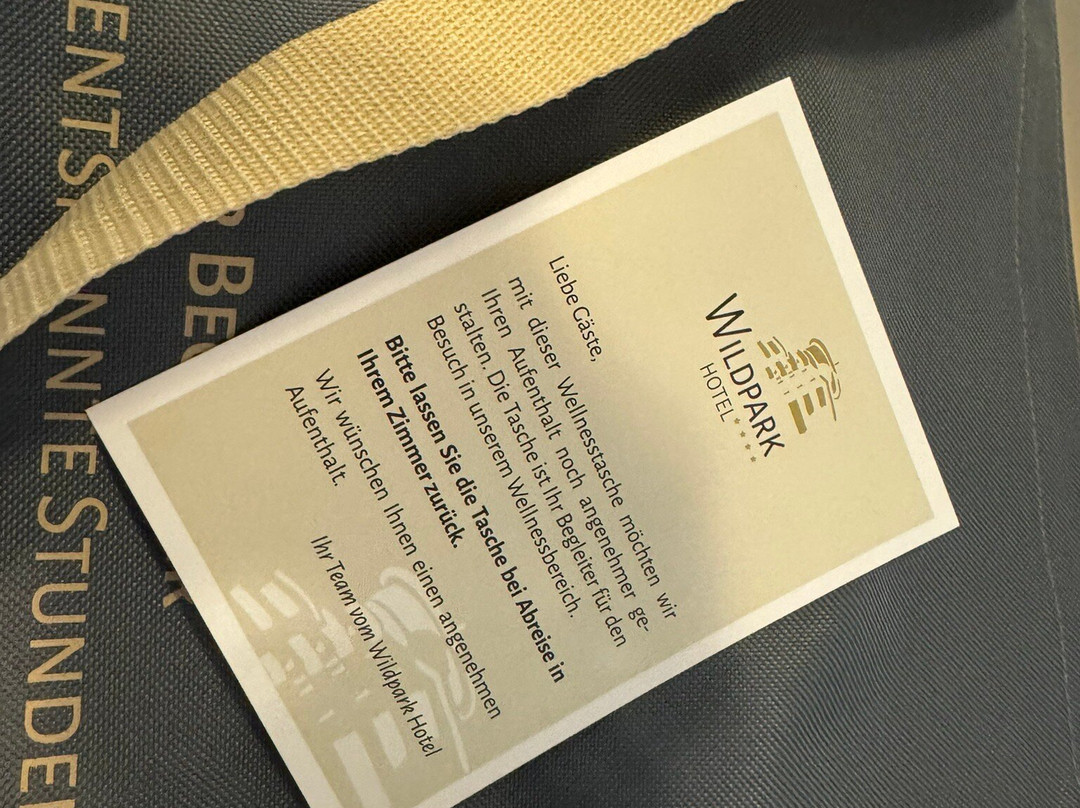 WILDPARK
HOTEL****
Liebe Gäste,
mit dieser Wellnesstasche möchten wir
Ihren Aufenthalt noch angenehmer ge-
stalten. Die Tasche ist Ihr Begleiter für den
Besuch in unserem Wellnessbereich.
Bitte lassen Sie die Tasche bei Abreise in
Ihrem Zimmer zurück.
Wir wünschen Ihnen einen angenehmen
Aufenthalt.
Ihr Team vom Wildpark Hotel